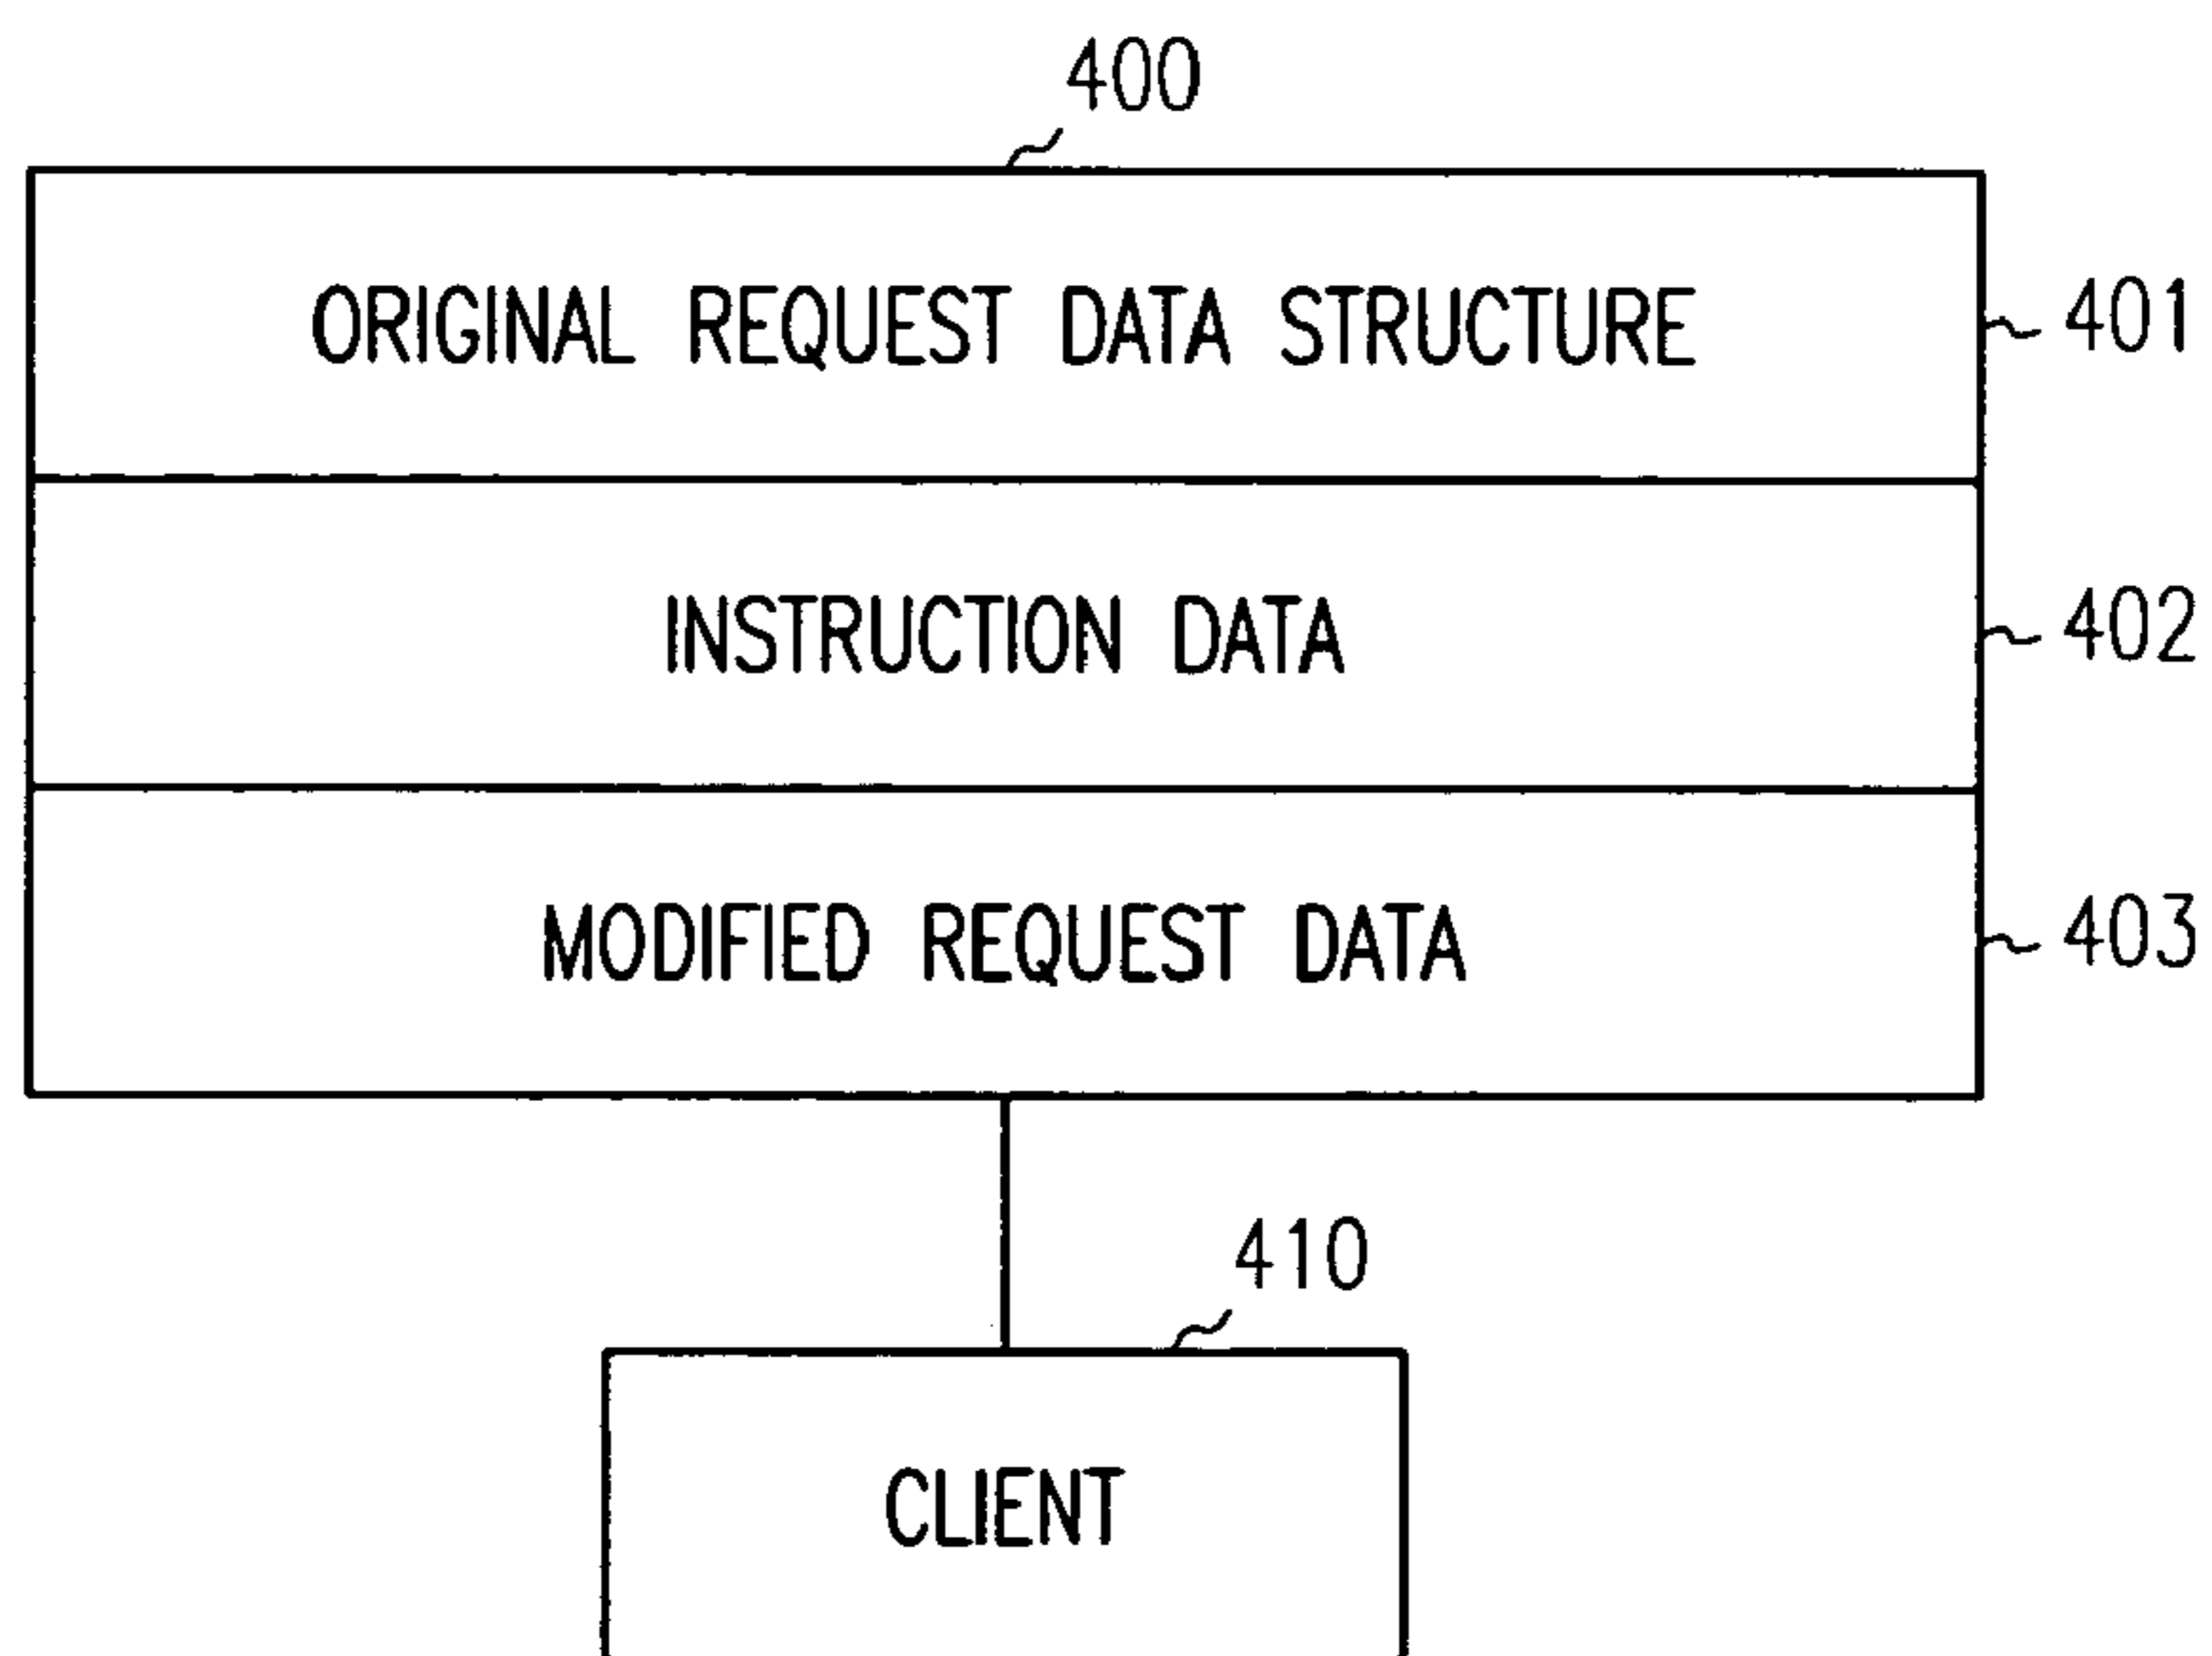 400
ORIGINAL REQUEST DATA STRUCTURE 401
INSTRUCTION DATA 402
MODIFIED REQUEST DATA 403
410
CLIENT